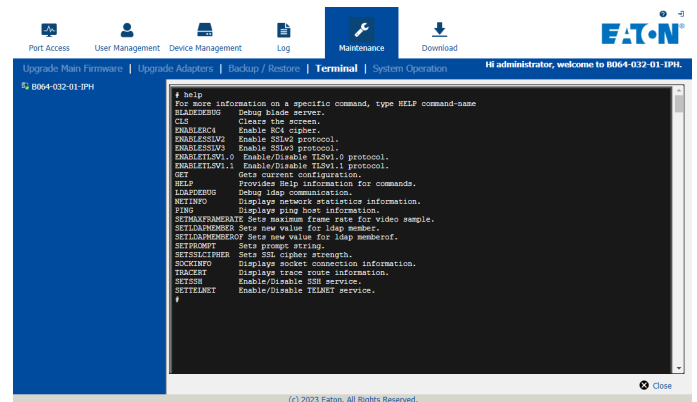 Port Access
User Management
Device Management
Log
Maintenance
Download
EATON®
Upgrade Main Firmware | Upgrade Adapters | Backup / Restore | Terminal | System Operation
Hi administrator, welcome to B064-032-01-IPH.
B064-032-01-IPH
# help
For more information on a specific command, type HELP command-name
BLADEDEBUG Debug blade server.
CLS Clears the screen.
ENABLERC4 Enable RC4 cipher.
ENABLESSLV2 Enable SSLv2 protocol.
ENABLESSLV3 Enable SSLv3 protocol.
ENABLETLSV1.0 Enable/Disable TLSv1.0 protocol.
ENABLETLSV1.1 Enable/Disable TLSv1.1 protocol.
GET Gets current configuration.
HELP Provides Help information for commands.
LDAPDEBUG Debug ldap communication.
NETINFO Displays network statistics information.
PING Displays ping host information.
SETMAXFRAMERATE Sets maximum frame rate for video sample.
SETLDAPMEMBER Sets new value for ldap member.
SETLDAPMEMBEROF Sets new value for ldap memberof.
SETPROMPT Sets prompt string.
SETSSLCIPHER Sets SSL cipher strength.
SOCKINFO Displays socket connection information.
TRACERT Displays trace route information.
SETSSH Enable/Disable SSH service.
SETTELNET Enable/Disable TELNET service.
#
Close
(c) 2023 Eaton. All Rights Reserved.